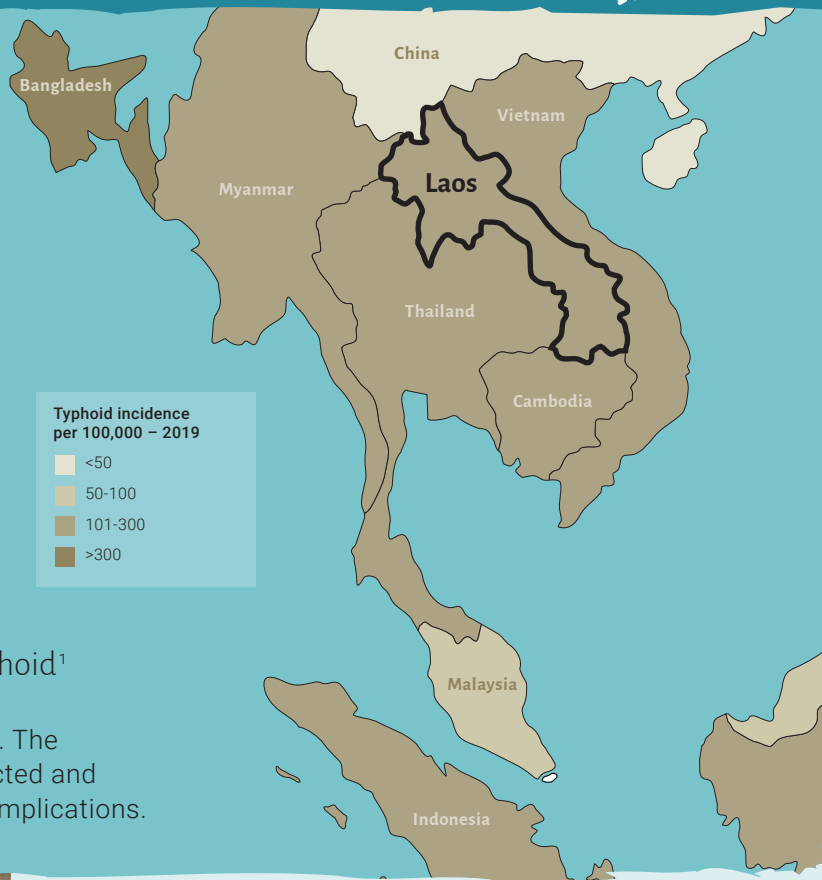 China
Bangladesh
Vietnam
Myanmar
Laos
Thailand
Cambodia
Typhoid incidence
per 100,000 – 2019
<50
50-100
101-300
>300
hoid¹
Malaysia
. The
cted and
mplications.
Indonesia